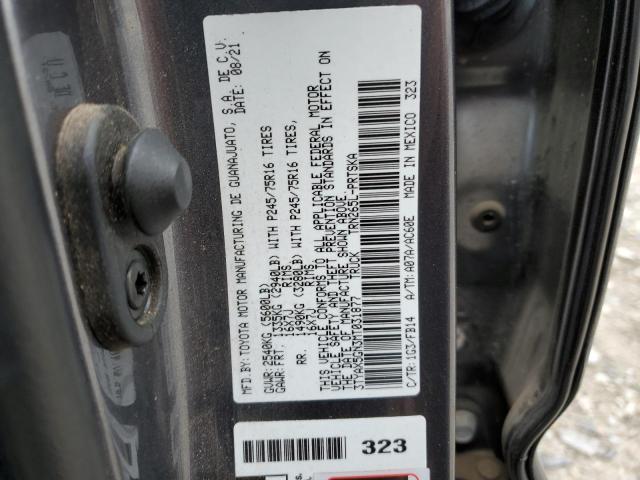 MFD BY:TOYOTA MOTOR MANUFACTURING DE GUANAJUATO, S.A. DE C.V.
DATE: 08/21
GVWR: 2540KG (5600LB)
GAWR:FRT. 1335KG (2940LB) WITH P245/75R16 TIRES
16X7J RIMS,
RR. 1490KG (3280LB) WITH P245/75R16 TIRES,
16X7J RIMS,
THIS VEHICLE CONFORMS TO ALL APPLICABLE FEDERAL MOTOR
VEHICLE SAFETY AND THEFT PREVENTION STANDARDS IN EFFECT ON
THE DATE OF MANUFACTURE SHOWN ABOVE.
3TYAX5GN3NT031877 TRUCK TRN265L-PRTSKA
C/TR: 1G3/FB14 A/TM: A07A/AC60E MADE IN MEXICO 323
323